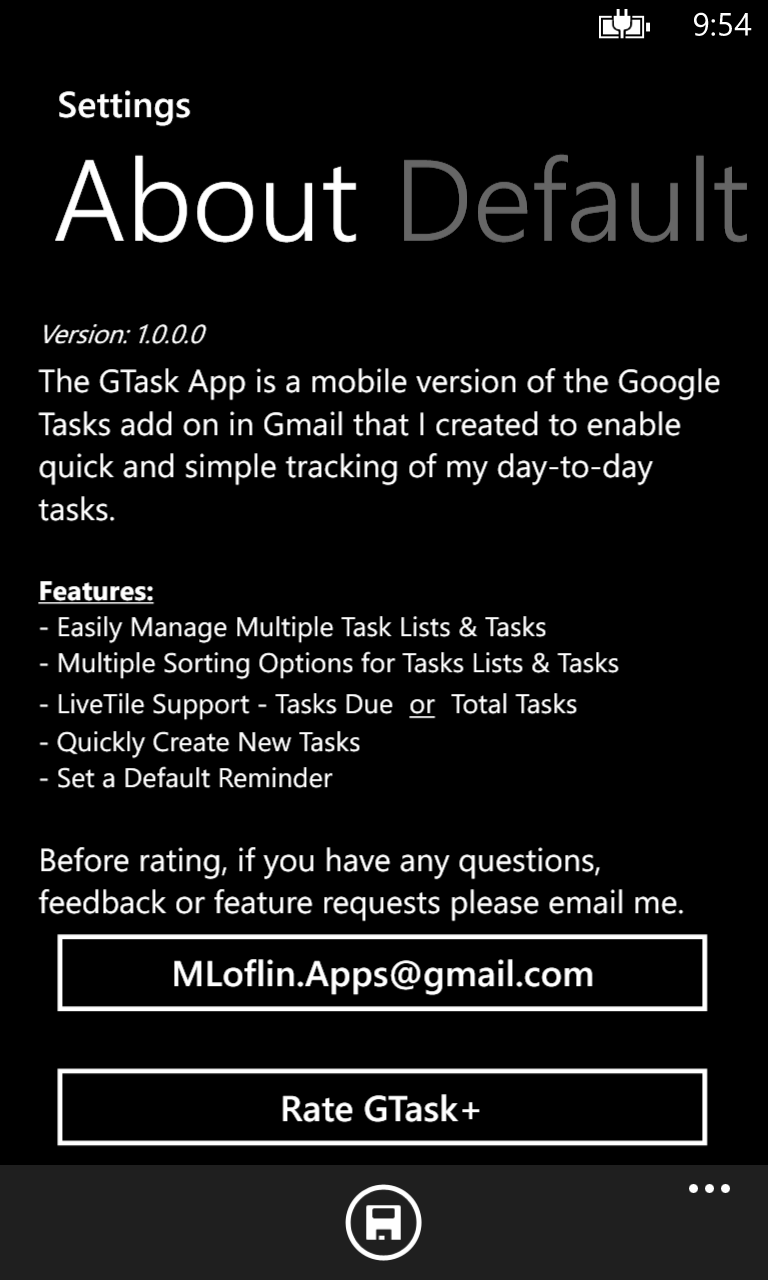 9:54
Settings
About Default
Version: 1.0.0.0
The GTask App is a mobile version of the Google
Tasks add on in Gmail that I created to enable
quick and simple tracking of my day-to-day
tasks.
Features:
- Easily Manage Multiple Task Lists & Tasks
- Multiple Sorting Options for Tasks Lists & Tasks
- LiveTile Support - Tasks Due or Total Tasks
- Quickly Create New Tasks
- Set a Default Reminder
Before rating, if you have any questions,
feedback or feature requests please email me.
MLoflin.Apps@gmail.com
Rate GTask+